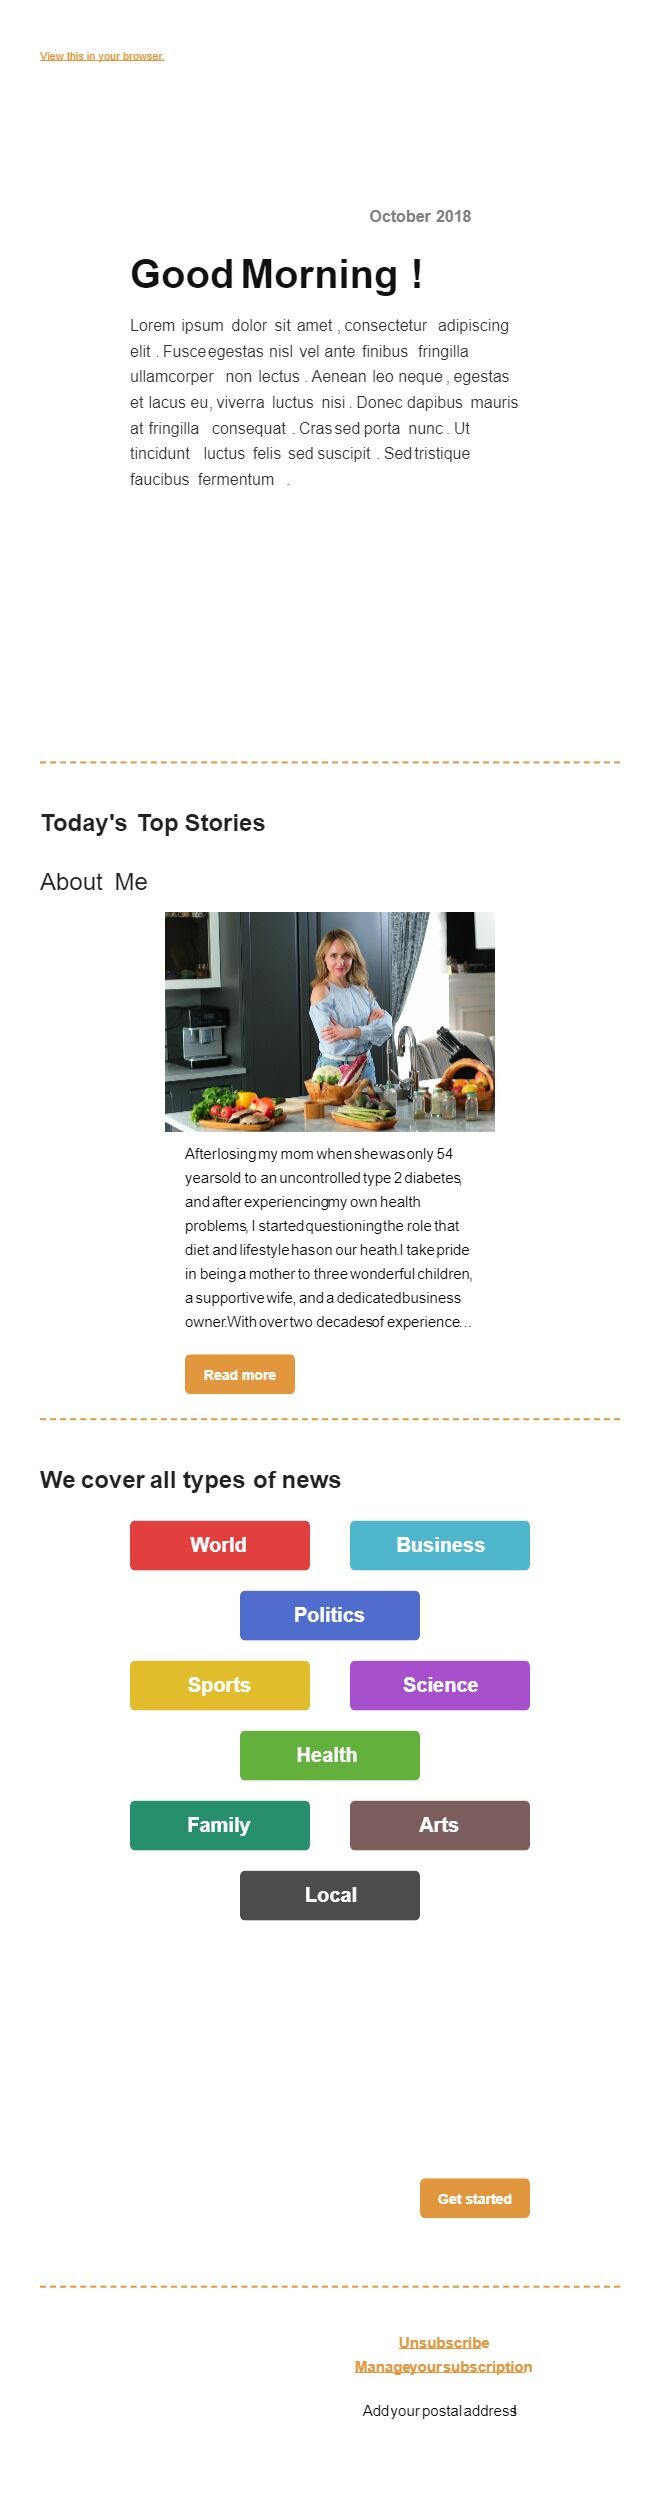 View this in your browser.
October 2018
Good Morning !
Lorem ipsum dolor sit amet , consectetur adipiscing
elit . Fusce egestas nisl vel ante finibus fringilla
ullamcorper non lectus . Aenean leo neque , egestas
et lacus eu, viverra luctus nisi . Donec dapibus mauris
at fringilla consequat . Cras sed porta nunc . Ut
tincidunt luctus felis sed suscipit . Sed tristique
faucibus fermentum .
Today's Top Stories
About Me
After losing my mom when she was only 54
years old to an uncontrolled type 2 diabetes,
and after experiencing my own health
problems, I started questioning the role that
diet and lifestyle has on our heath.I take pride
in being a mother to three wonderful children,
a supportive wife, and a dedicated business
owner.With over two decades of experience…
Read more
We cover all types of news
World Business
Politics
Sports Science
Health
Family Arts
Local
Get started
Unsubscribe
Manage your subscription
Add your postal address!